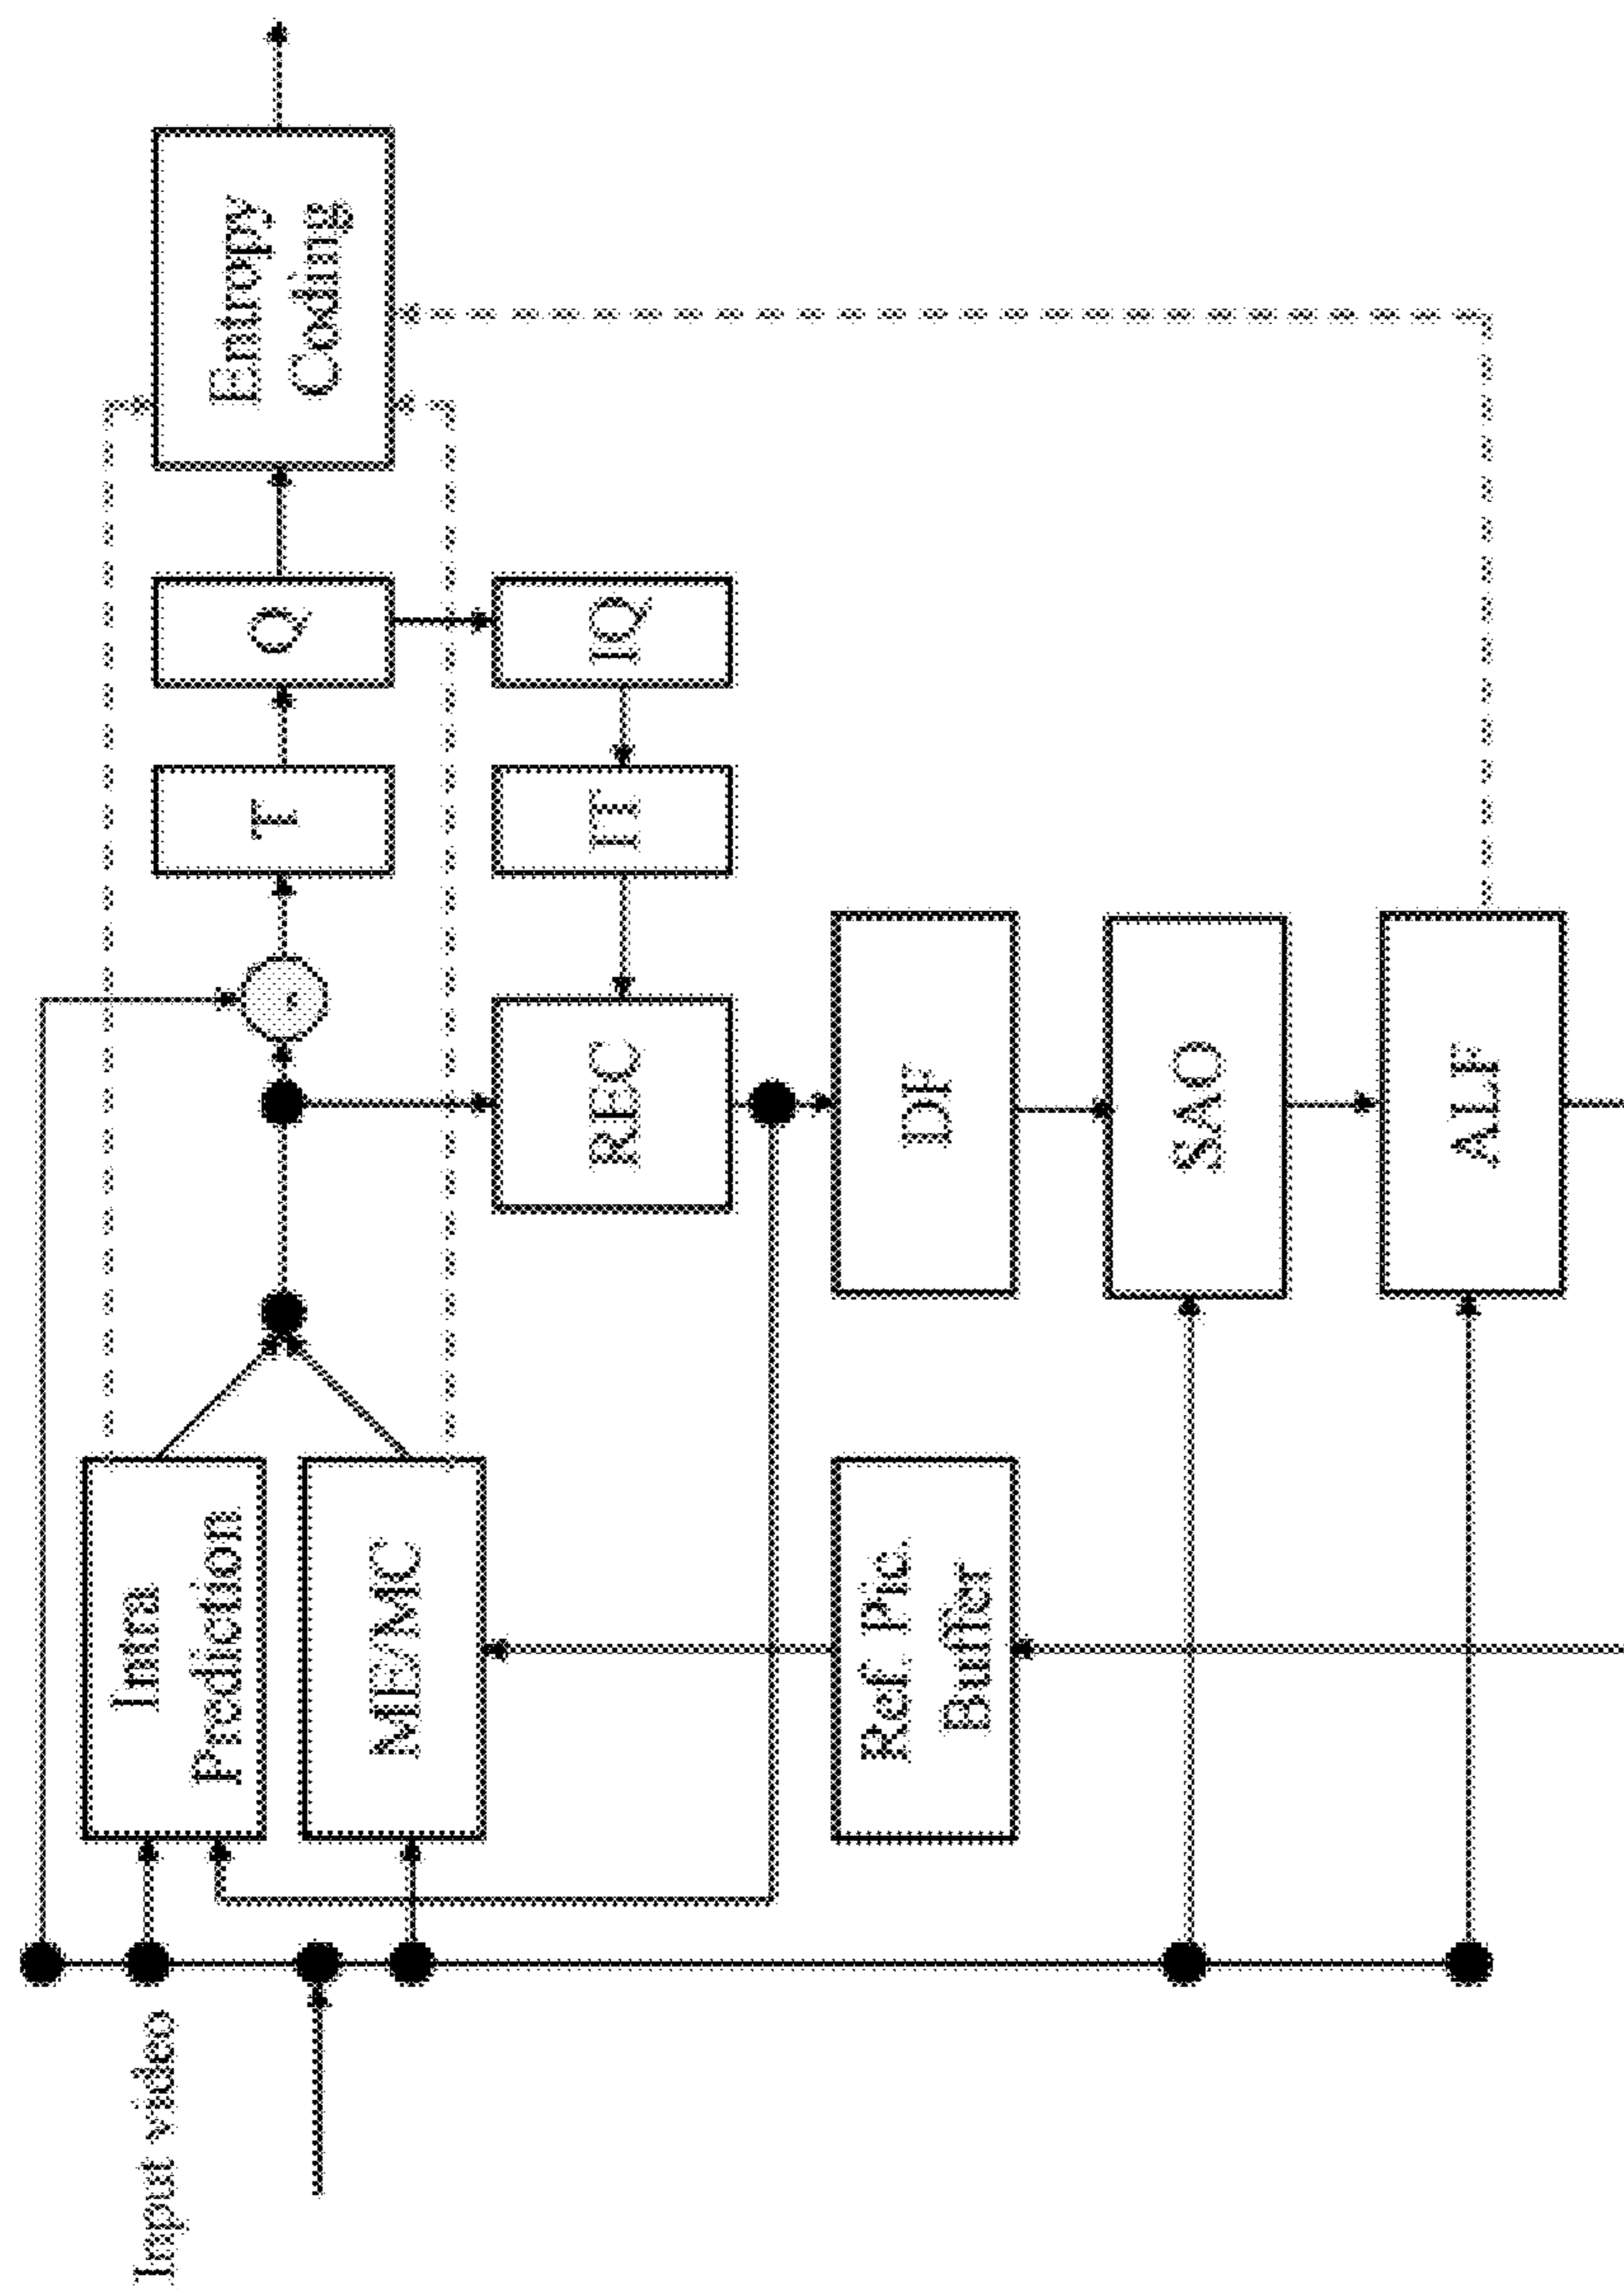 Input video
Intra
Prediction
ME/MC
T
Q
Entropy
Coding
REC
IT
IQ
Ref. Pic.
Buffer
DF
SAO
ALF